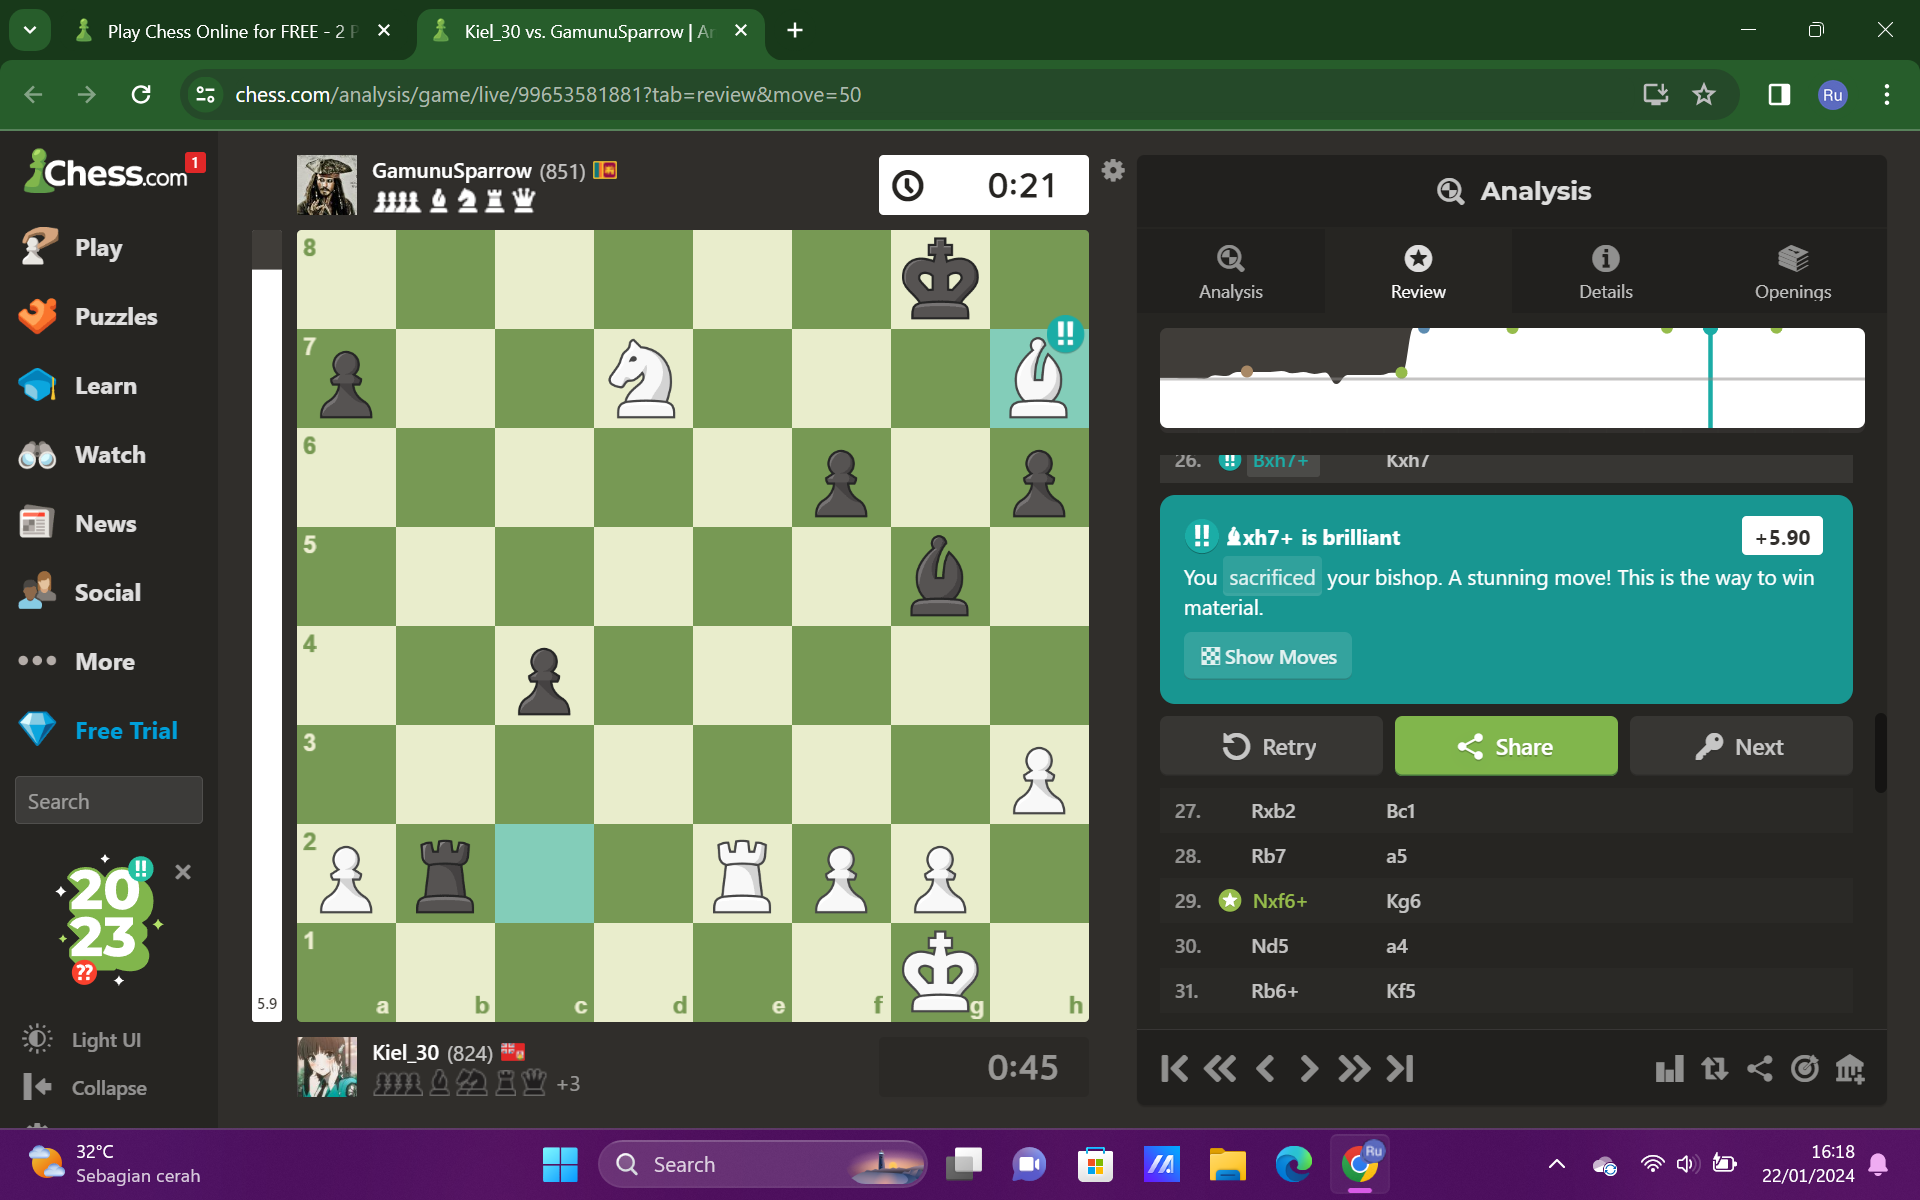 Play Chess Online for FREE - 2 P
Kiel_30 vs. GamunuSparrow | An
chess.com/analysis/game/live/99653581881?tab=review&move=50
Ru
Chess.com
1
Play
Puzzles
Learn
Watch
News
Social
More
Free Trial
Search
!!
20
23
??
Light UI
Collapse
GamunuSparrow (851)
0:21
5.9
8
7
6
5
4
3
2
1
a b c d e f g h
!!
Kiel_30 (824)
+3
0:45
Analysis
Analysis
Review
Details
Openings
26. !! Bxh7+ Kxh7
!! xh7+ is brilliant
+5.90
You sacrificed your bishop. A stunning move! This is the way to win
material.
Show Moves
Retry
Share
Next
27. Rxb2 Bc1
28. Rb7 a5
29. Nxf6+ Kg6
30. Nd5 a4
31. Rb6+ Kf5
32°C
Sebagian cerah
Search
Ru
16:18
22/01/2024